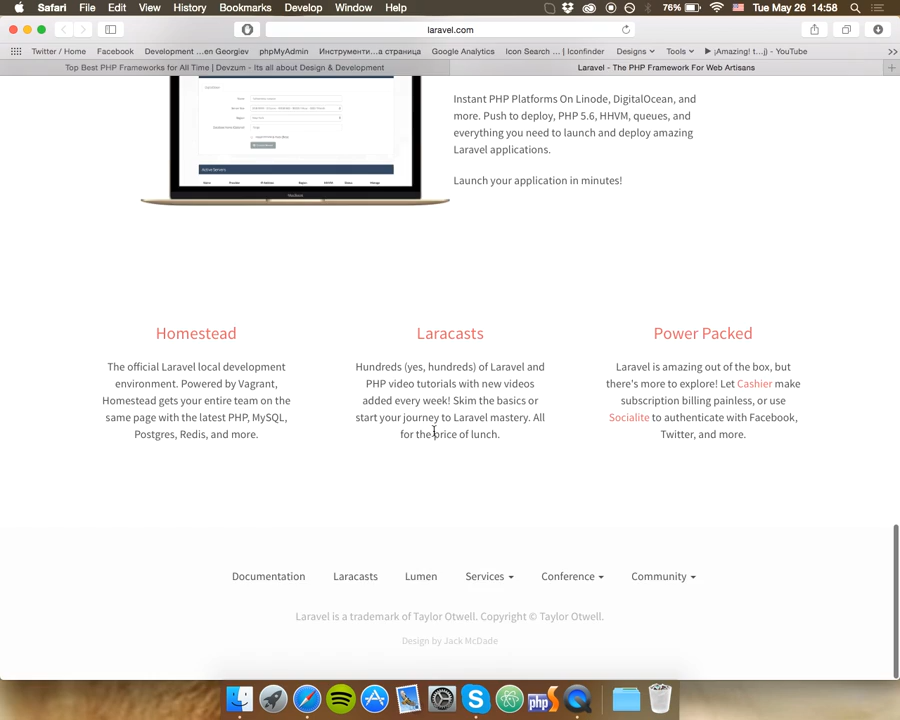 Safari File Edit View History Bookmarks Develop Window Help 76% Tue May 26 14:58
laravel.com
Twitter / Home Facebook Development ...en Georgiev phpMyAdmin Инструменти...а страница Google Analytics Icon Search ... | Iconfinder Designs Tools ▶ ¡Amazing! t...j) - YouTube >>
Top Best PHP Frameworks for All Time | Devzum - Its all about Design & Development Laravel - The PHP Framework For Web Artisans +
Instant PHP Platforms On Linode, DigitalOcean, and
more. Push to deploy, PHP 5.6, HHVM, queues, and
everything you need to launch and deploy amazing
Laravel applications.
Launch your application in minutes!
Active Servers
Homestead
The official Laravel local development
environment. Powered by Vagrant,
Homestead gets your entire team on the
same page with the latest PHP, MySQL,
Postgres, Redis, and more.
Laracasts
Hundreds (yes, hundreds) of Laravel and
PHP video tutorials with new videos
added every week! Skim the basics or
start your journey to Laravel mastery. All
for the price of lunch.
Power Packed
Laravel is amazing out of the box, but
there's more to explore! Let Cashier make
subscription billing painless, or use
Socialite to authenticate with Facebook,
Twitter, and more.
Documentation Laracasts Lumen Services Conference Community
Laravel is a trademark of Taylor Otwell. Copyright © Taylor Otwell.
Design by Jack McDade
php